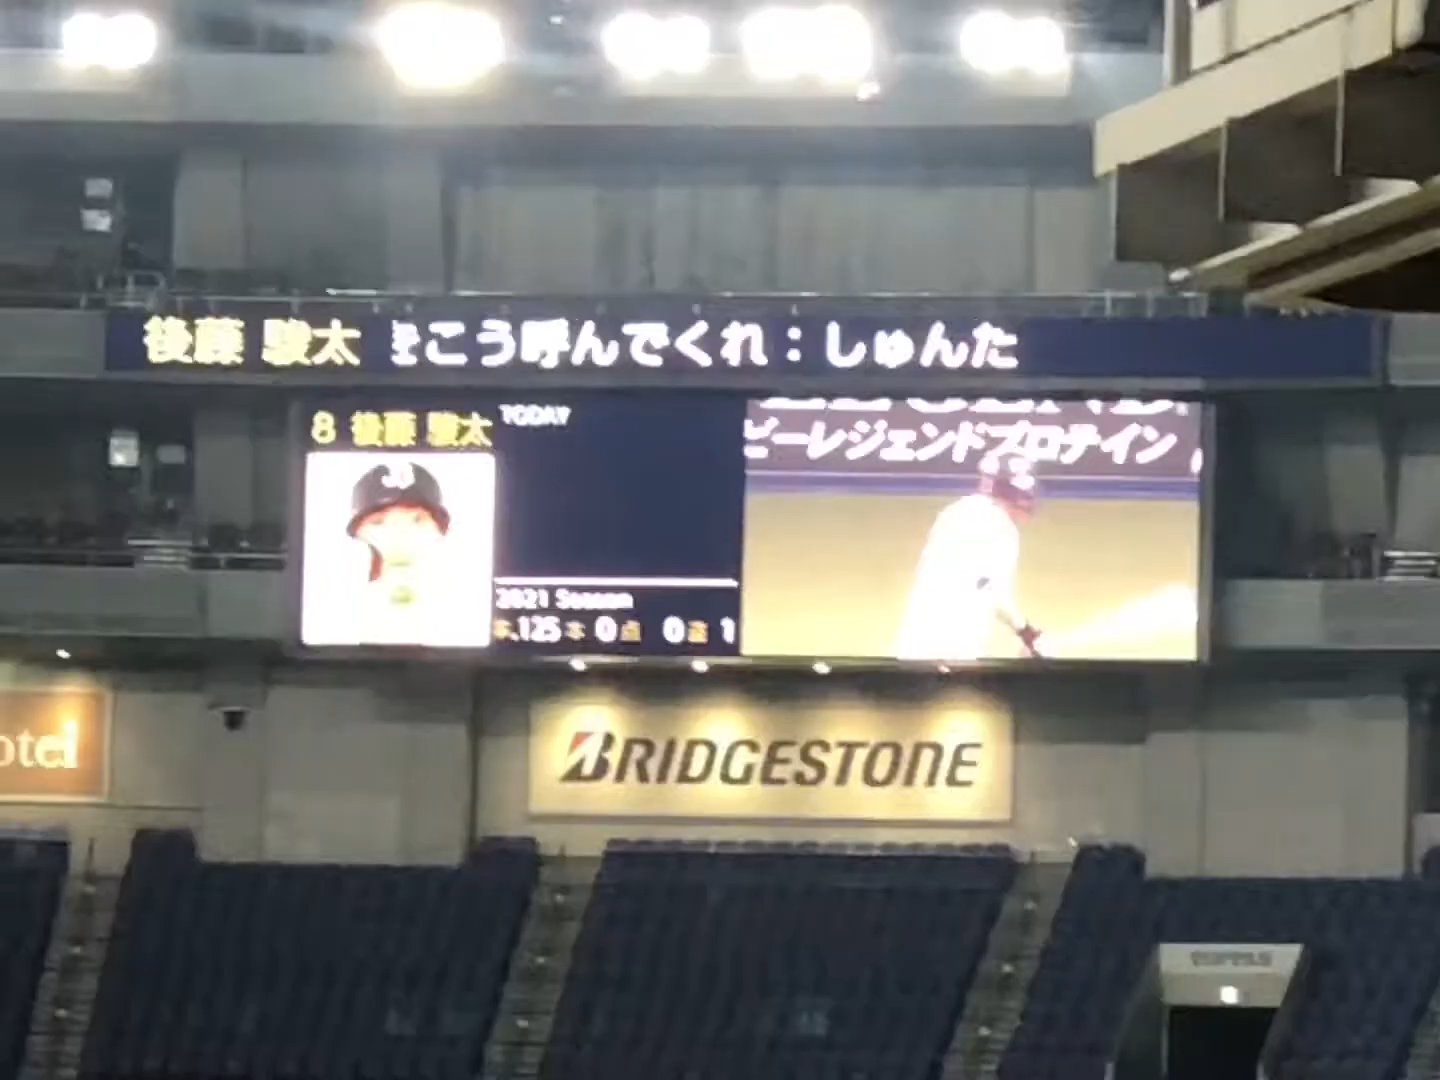 後藤 駿太 こう呼んでくれ：しゅんた
8 後藤 駿太
TODAY
2021 Season
.125 本 0 点 0 盗 1
ビーレジェンドプロテイン
BRIDGESTONE